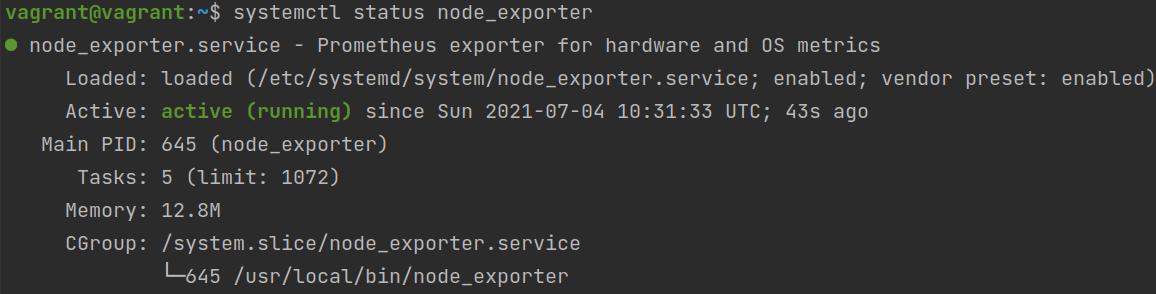 vagrant@vagrant:~$ systemctl status node_exporter
● node_exporter.service - Prometheus exporter for hardware and OS metrics
     Loaded: loaded (/etc/systemd/system/node_exporter.service; enabled; vendor preset: enabled)
     Active: active (running) since Sun 2021-07-04 10:31:33 UTC; 43s ago
   Main PID: 645 (node_exporter)
      Tasks: 5 (limit: 1072)
     Memory: 12.8M
     CGroup: /system.slice/node_exporter.service
             └─645 /usr/local/bin/node_exporter